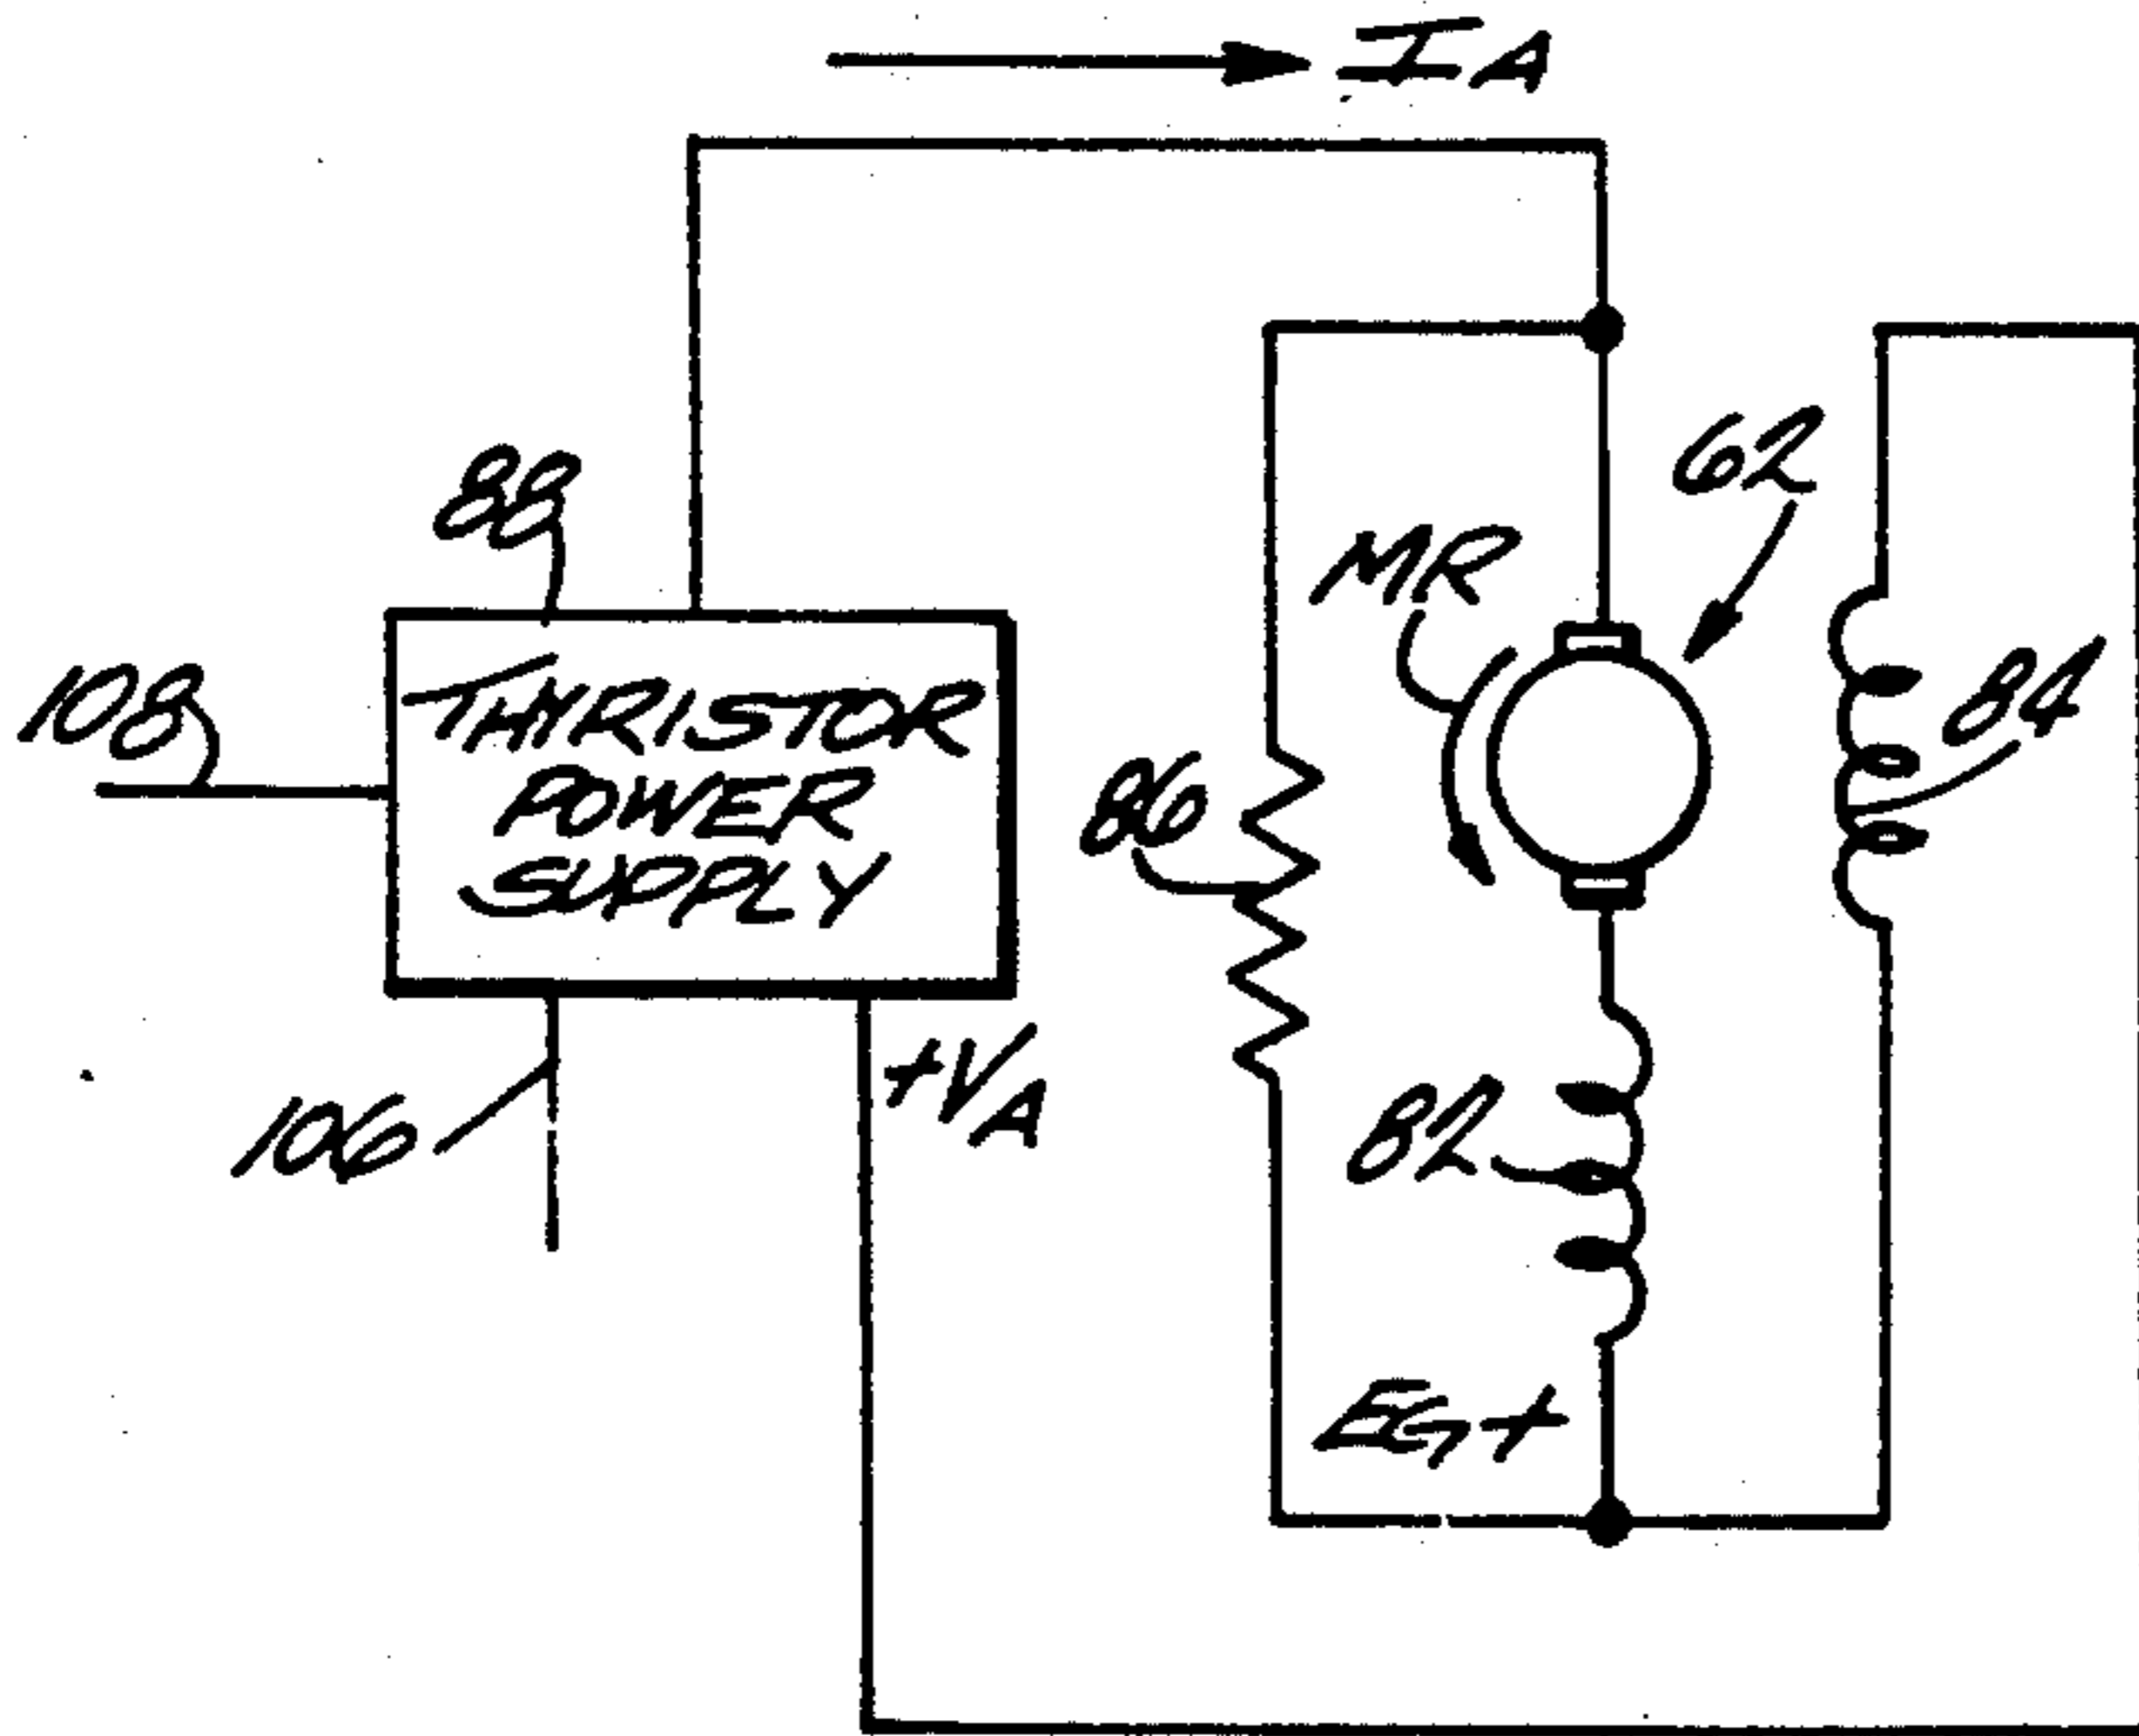 IA
62
88
MR
THYRISTOR
POWER
SUPPLY
108
84
86
+VA
106
82
EG+